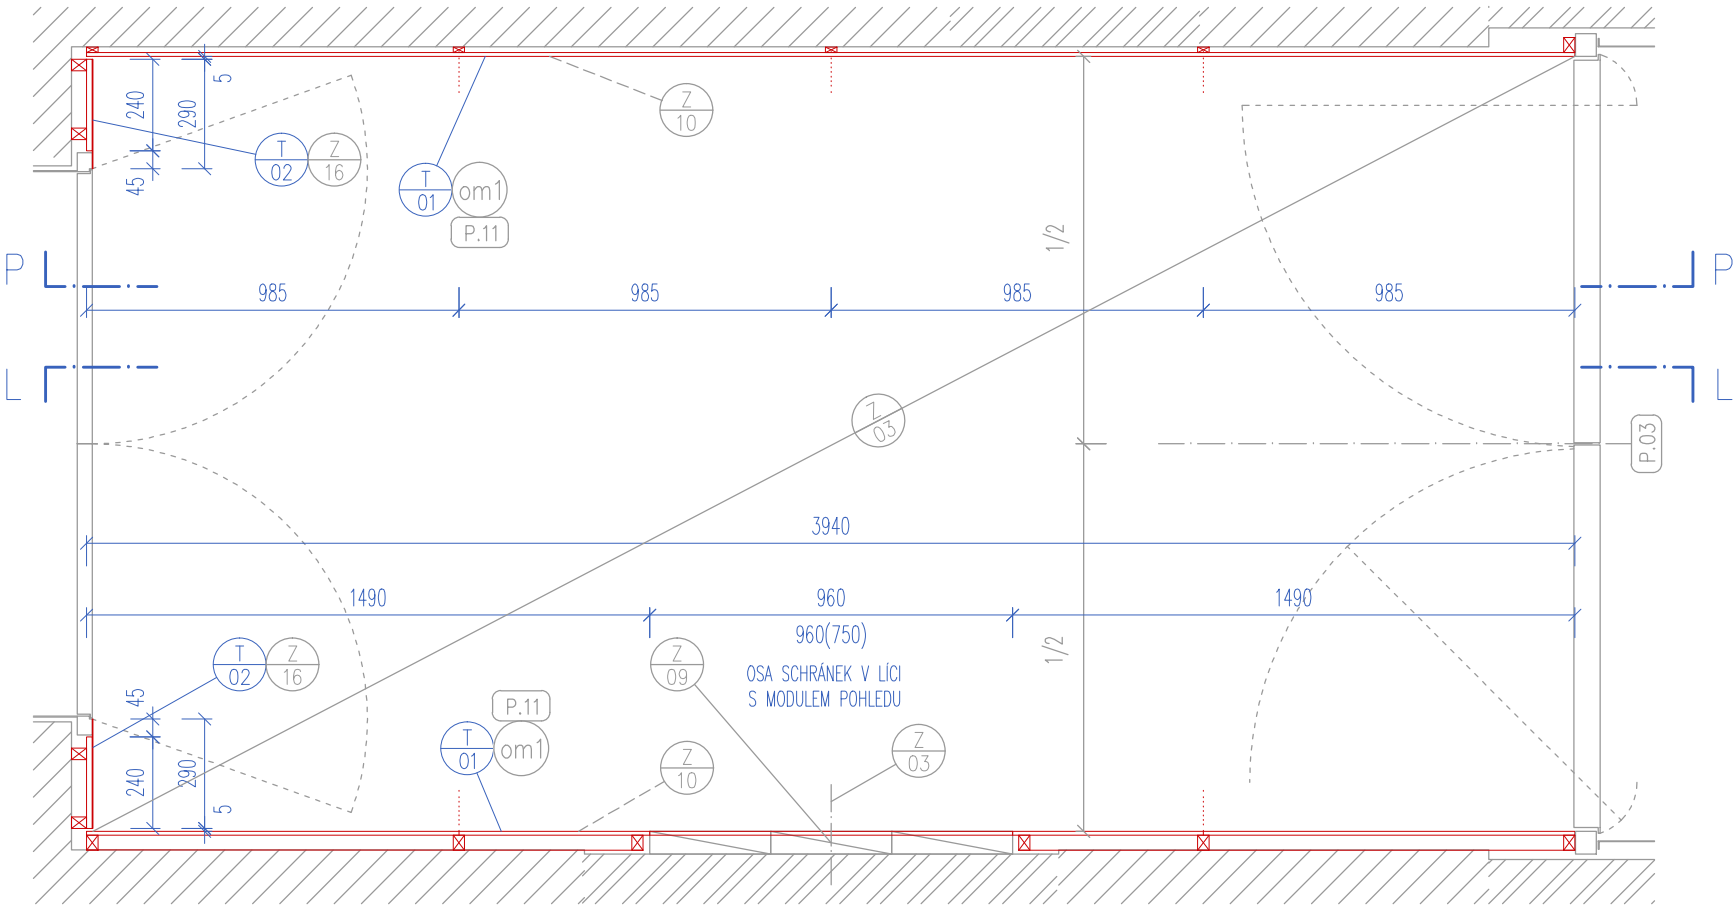 5
240
290
Z
10
T
02
Z
16
45
T
01
om1
P.11
1/2
P
P
985
985
985
985
L
L
Z
03
P.03
3940
1490
960
1490
960(750)
1/2
T
02
Z
16
Z
09
OSA SCHRÁNEK V LÍCI
S MODULEM POHLEDU
45
P.11
T
01
om1
Z
03
Z
10
240
290
5